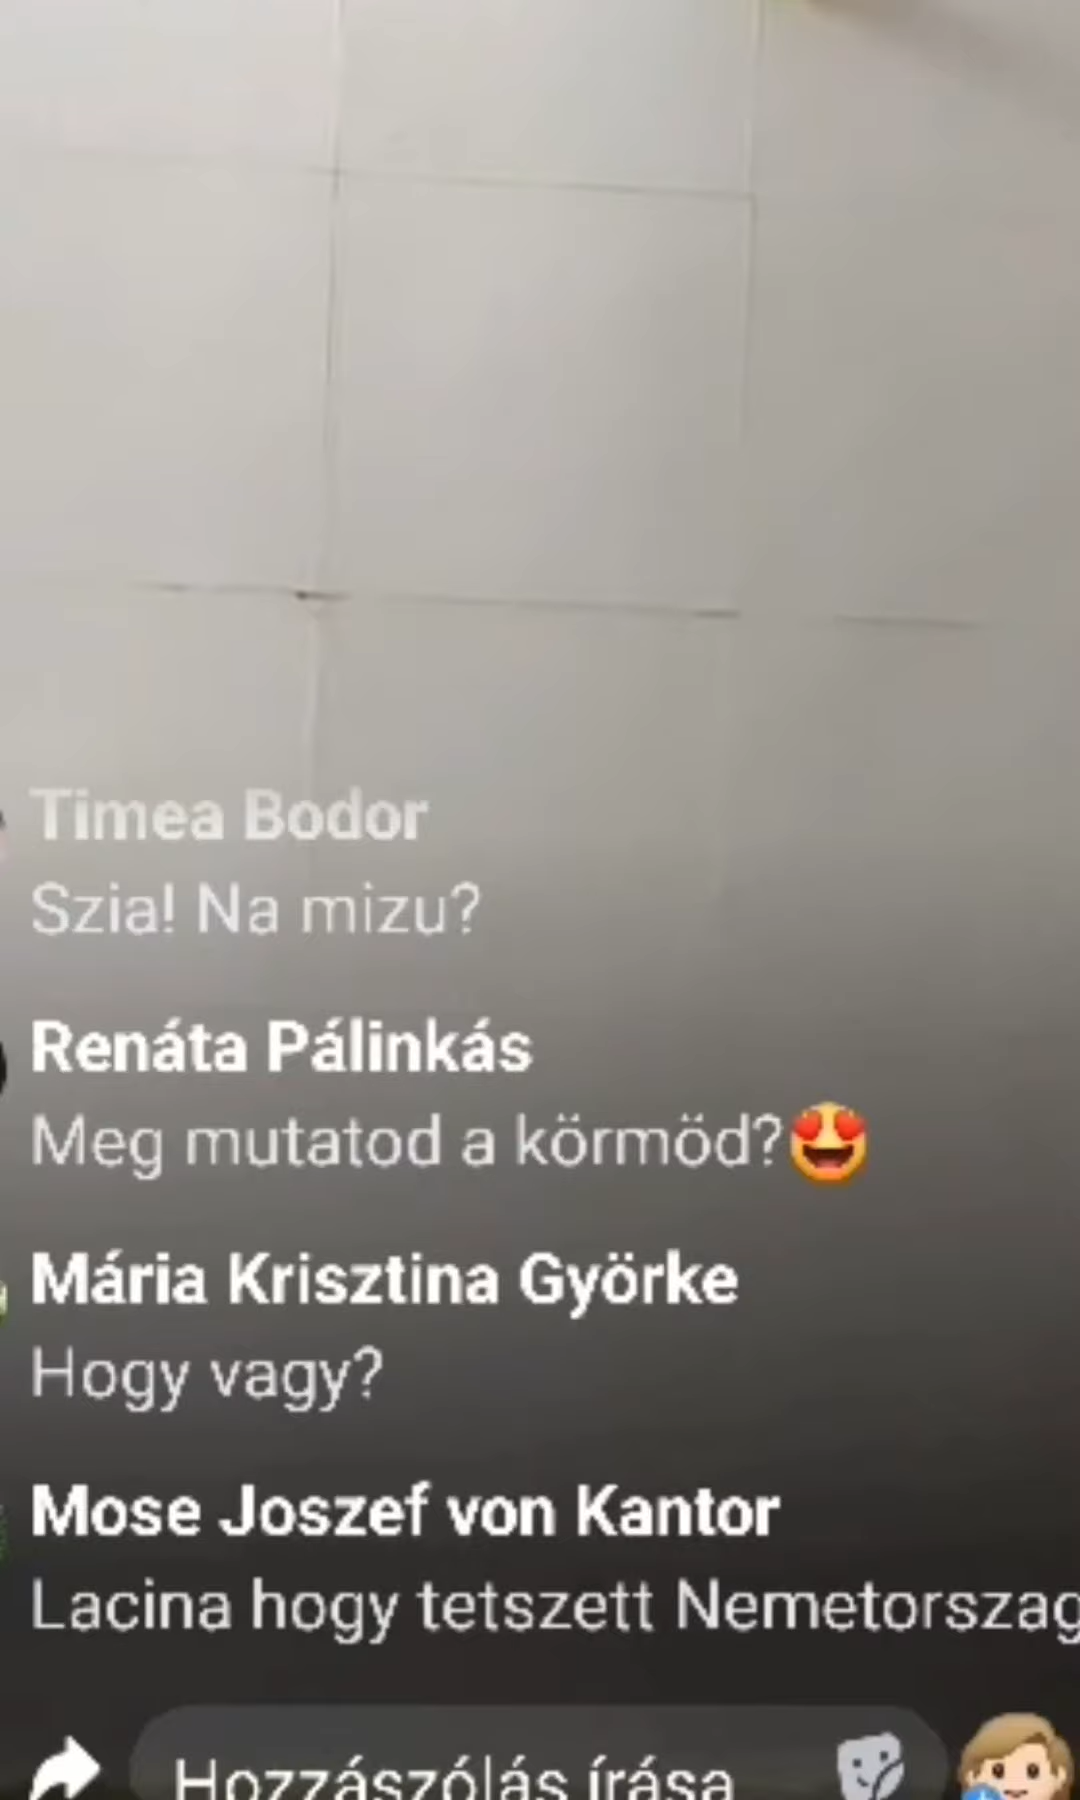 Timea Bodor
Szia! Na mizu?
Renáta Pálinkás
Meg mutatod a körmöd?😍
Mária Krisztina Györke
Hogy vagy?
Mose Joszef von Kantor
Lacina hogy tetszett Nemetorszag
Hozzászólás írása